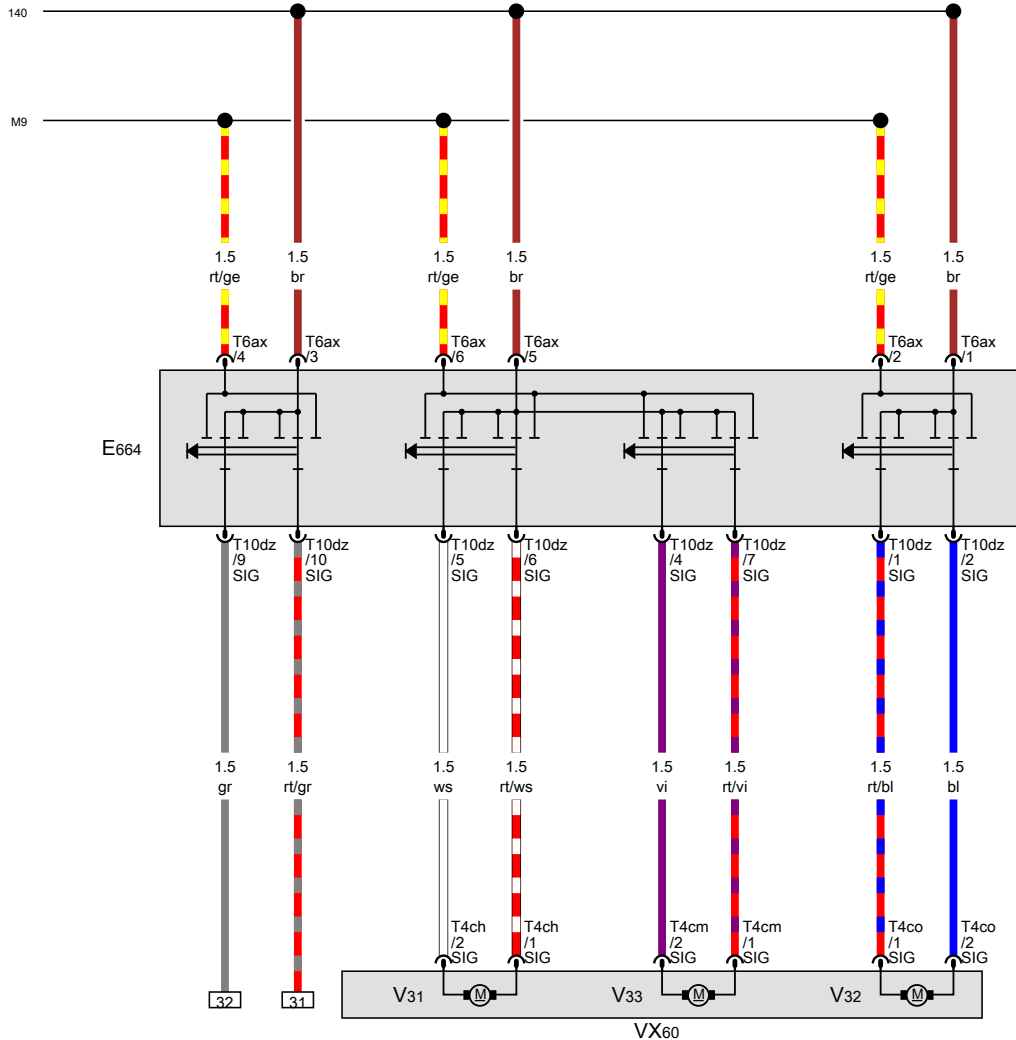 140
M9
1.5 1.5 1.5 1.5 1.5 1.5
rt/ge br rt/ge br rt/ge br
T6ax T6ax T6ax T6ax T6ax T6ax
/4 /3 /6 /5 /2 /1
E664
T10dz T10dz T10dz T10dz T10dz T10dz T10dz T10dz
/9 /10 /5 /6 /4 /7 /1 /2
SIG SIG SIG SIG SIG SIG SIG SIG
1.5 1.5 1.5 1.5 1.5 1.5 1.5 1.5
gr rt/gr ws rt/ws vi rt/vi rt/bl bl
T4ch T4ch T4cm T4cm T4co T4co
/2 /1 /2 /1 /1 /2
SIG SIG SIG SIG SIG SIG
32 31 V31 M V33 M V32 M
VX60